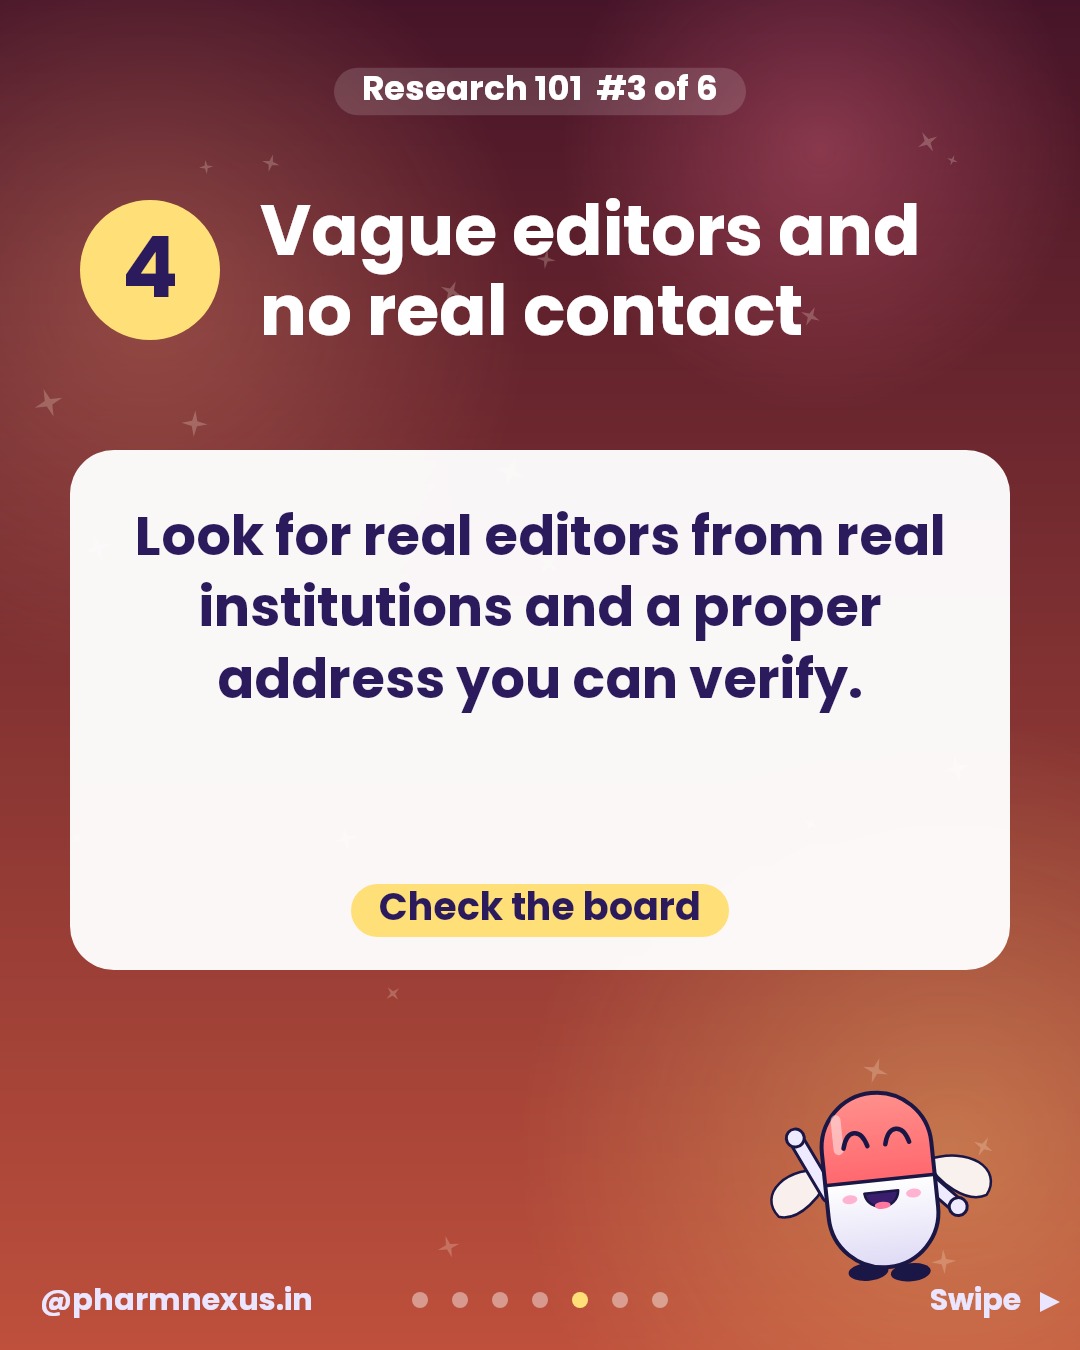 Research 101 #3 of 6
4
Vague editors and
no real contact
Look for real editors from real
institutions and a proper
address you can verify.
Check the board
@pharmnexus.in
Swipe ▶